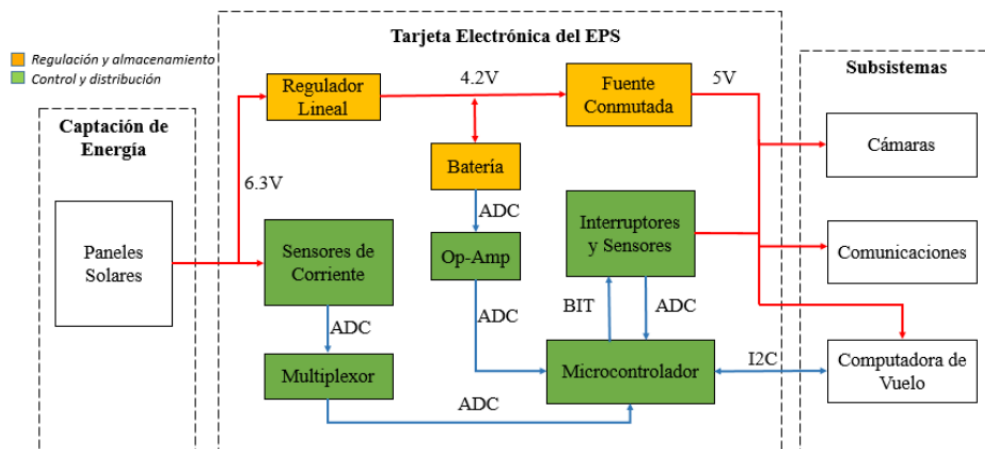 Tarjeta Electrónica del EPS
Regulación y almacenamiento
Control y distribución
Captación de
Energía
Paneles
Solares
6.3V
Regulador
Lineal
4.2V
Fuente
Conmutada
5V
Batería
ADC
Sensores de
Corriente
Op-Amp
Interruptores
y Sensores
ADC
ADC
BIT
ADC
Multiplexor
Microcontrolador
ADC
I2C
Subsistemas
Cámaras
Comunicaciones
Computadora de
Vuelo